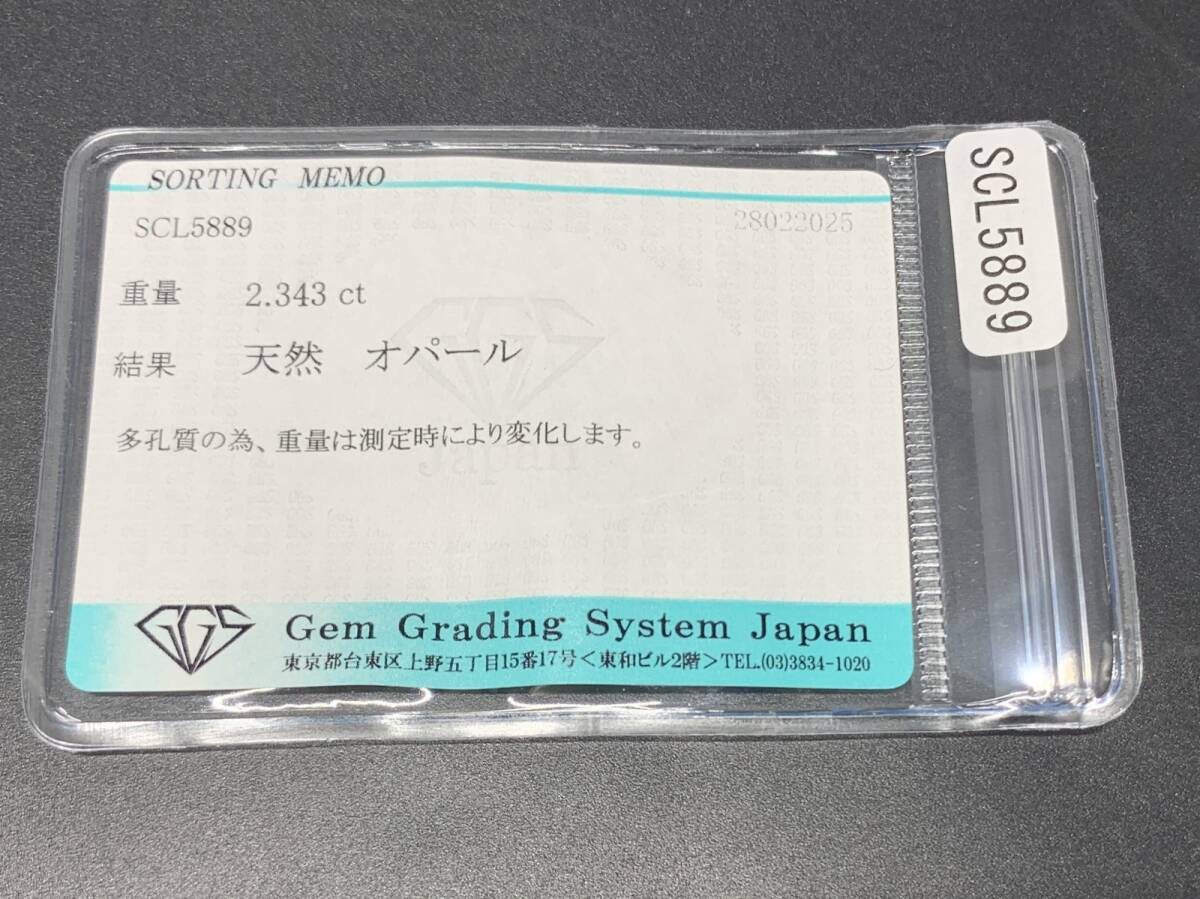 SORTING MEMO
SCL5889 28022025
重量 2.343 ct
結果 天然 オパール
多孔質の為、重量は測定時により変化します。
Japan
GGS
Gem Grading System Japan
東京都台東区上野五丁目15番17号＜東和ビル2階＞TEL.(03)3834-1020
SCL5889